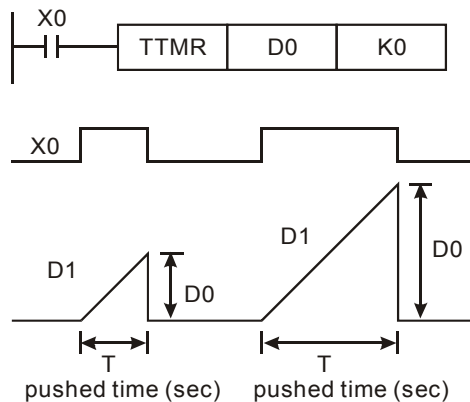 X0
TTMR D0 K0
X0
D1 D0 D1 D0
T T
pushed time (sec) pushed time (sec)